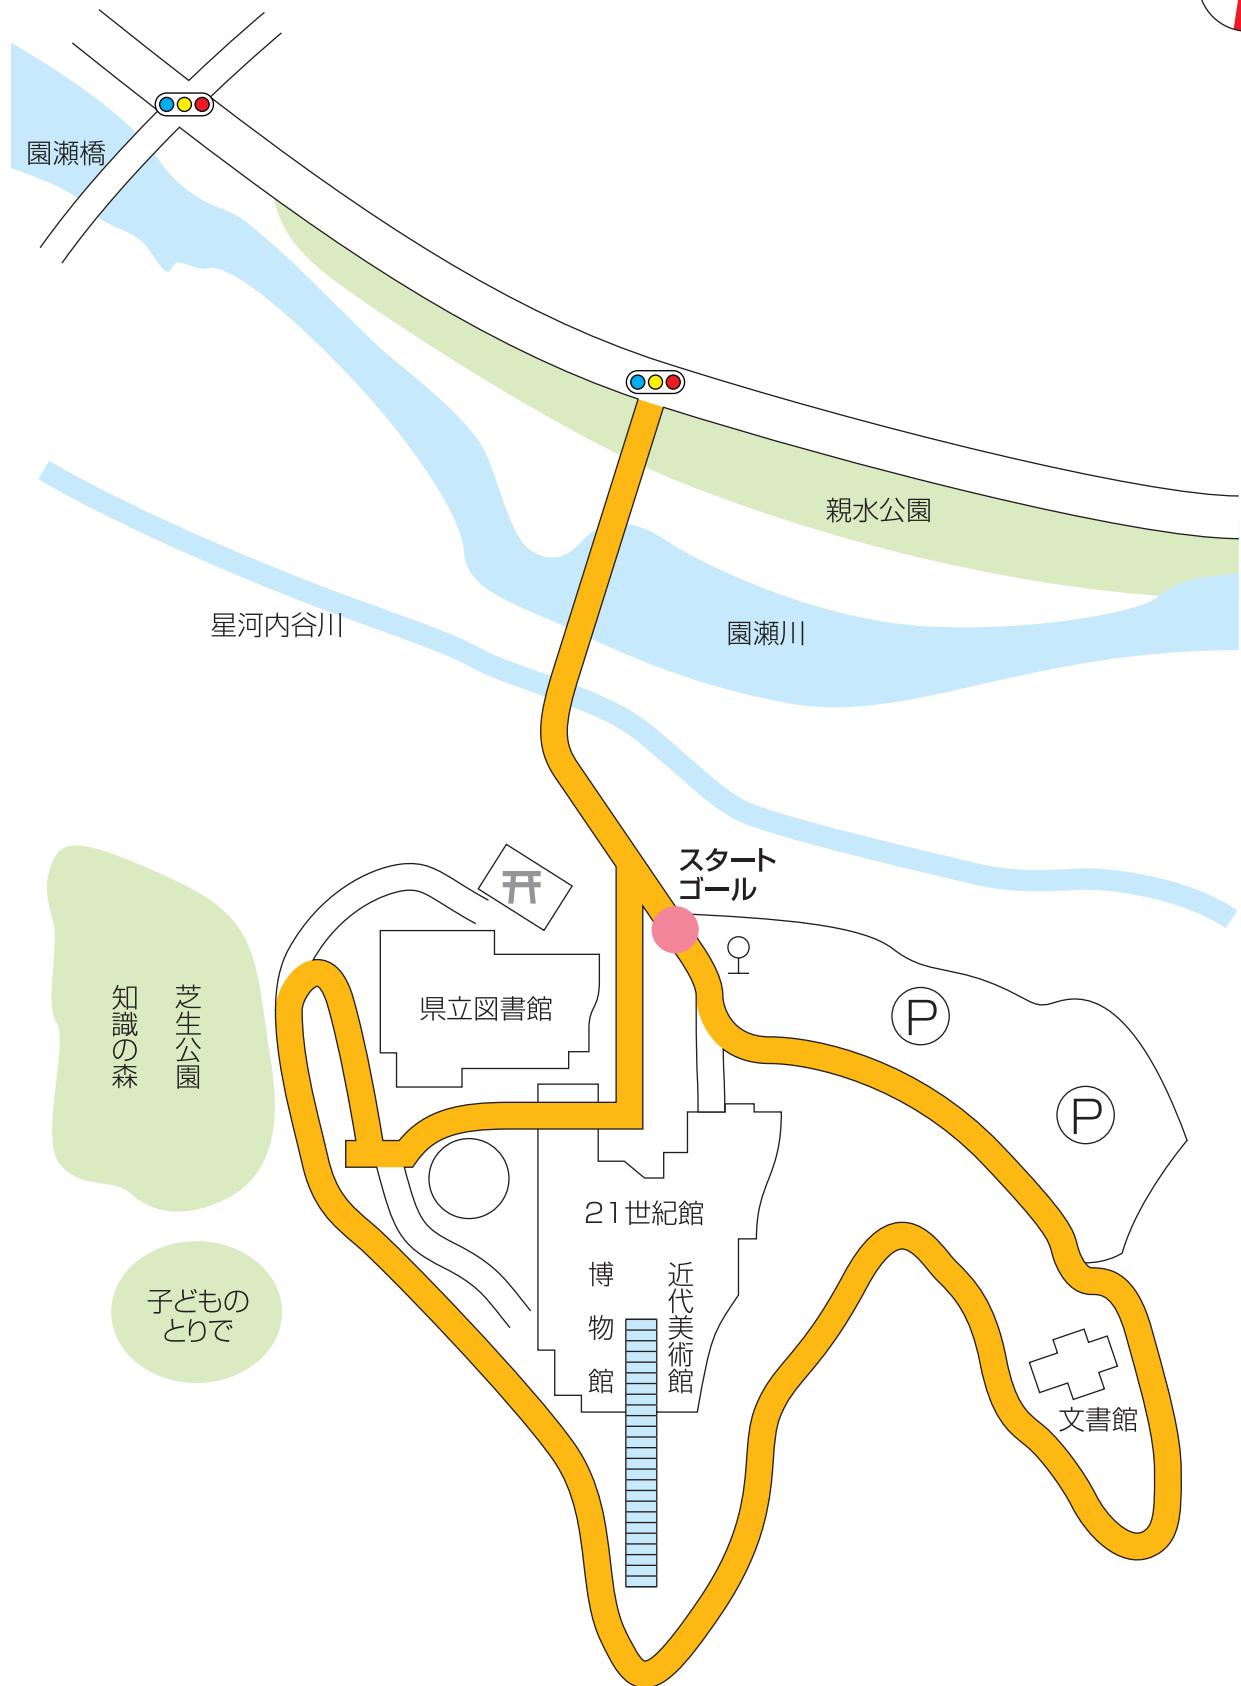 園瀬橋
親水公園
星河内谷川
園瀬川
スタート
ゴール
県立図書館
P
P
芝生公園
知識の森
21世紀館
博物館
近代美術館
子どもの
とりで
文書館